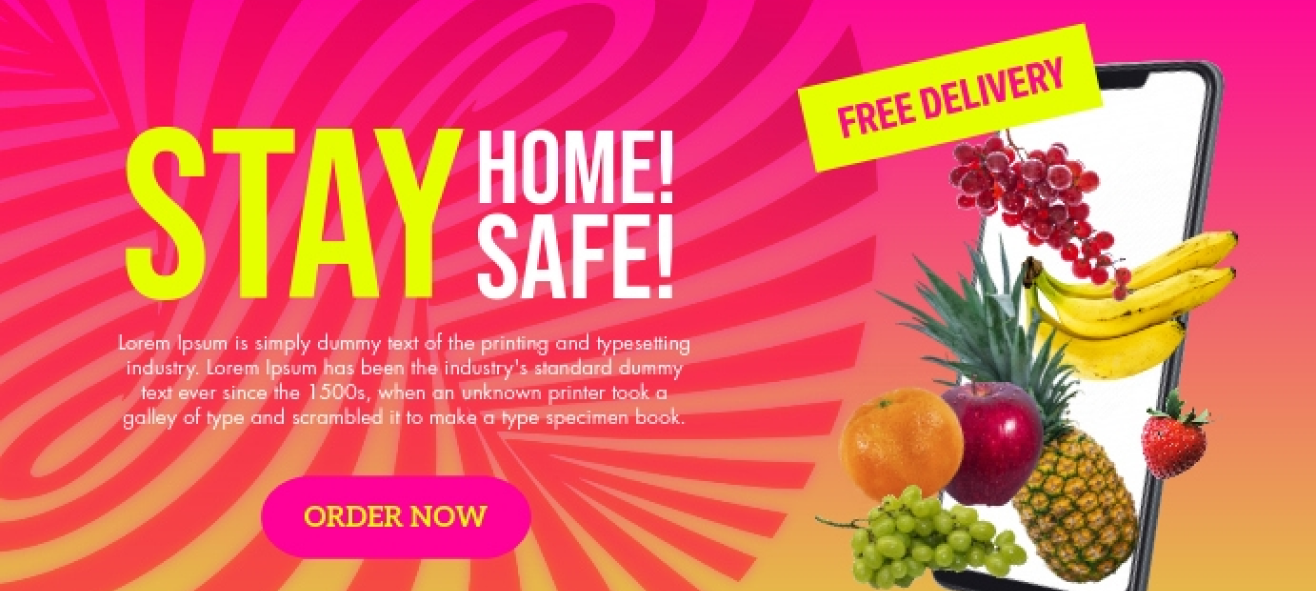 STAY
HOME!
SAFE!
Lorem Ipsum is simply dummy text of the printing and typesetting
industry. Lorem Ipsum has been the industry's standard dummy
text ever since the 1500s, when an unknown printer took a
galley of type and scrambled it to make a type specimen book.
ORDER NOW
FREE DELIVERY